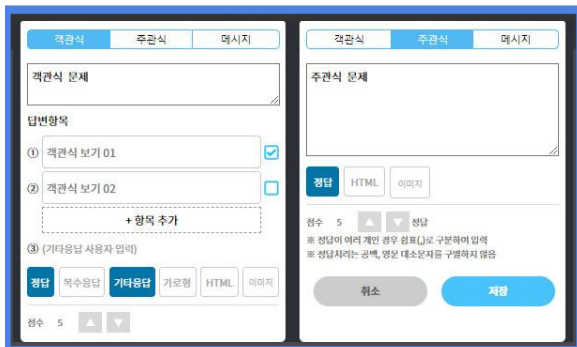 객관식 주관식 메시지
객관식 문제
답변항목
① 객관식 보기 01
② 객관식 보기 02
+ 항목 추가
③ (기타응답 사용자 입력)
정답 복수응답 기타응답 가로형 HTML 이미지
점수 5
객관식 주관식 메시지
주관식 문제
정답 HTML 이미지
점수 5 정답
※ 정답이 여러 개인 경우 쉼표(,)로 구분하여 입력
※ 정답처리는 공백, 영문 대소문자를 구별하지 않음
취소 저장